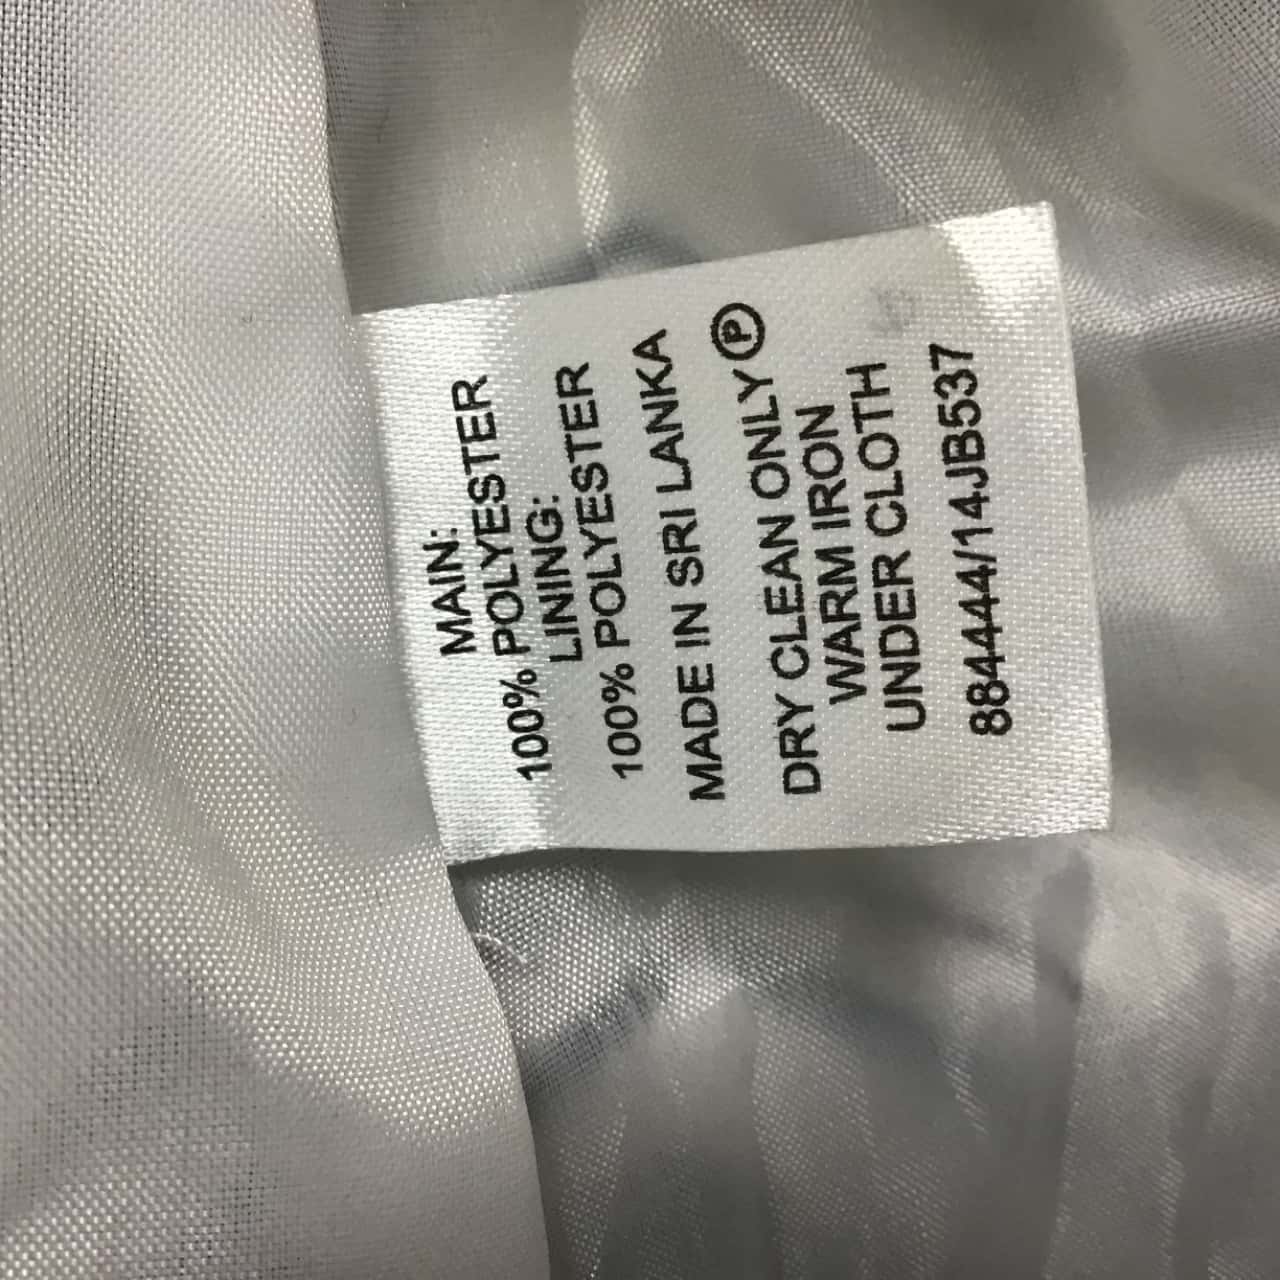 MAIN:
100% POLYESTER
LINING:
100% POLYESTER
MADE IN SRI LANKA
DRY CLEAN ONLY Ⓟ
WARM IRON
UNDER CLOTH
884444/14JB537